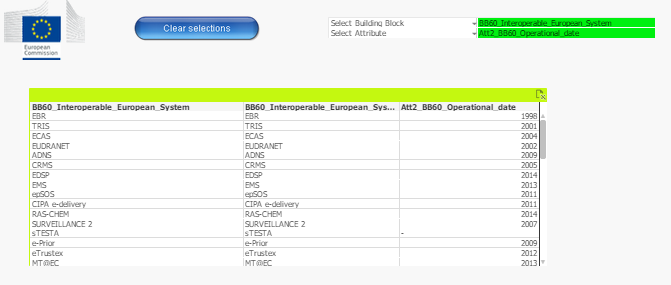 European
Commission
Clear selections
Select Building Block BB60_Interoperable_European_System
Select Attribute Att2_BB60_Operational_date
BB60_Interoperable_European_System BB60_Interoperable_European_Sys... Att2_BB60_Operational_date
EBR EBR 1998
TRIS TRIS 2001
ECAS ECAS 2004
EUDRANET EUDRANET 2002
ADNS ADNS 2009
CRMS CRMS 2005
EDSP EDSP 2014
EMS EMS 2013
epSOS epSOS 2011
CIPA e-delivery CIPA e-delivery 2011
RAS-CHEM RAS-CHEM 2014
SURVEILLANCE 2 SURVEILLANCE 2 2007
sTESTA sTESTA -
e-Prior e-Prior 2009
eTrustex eTrustex 2012
MT@EC MT@EC 2013